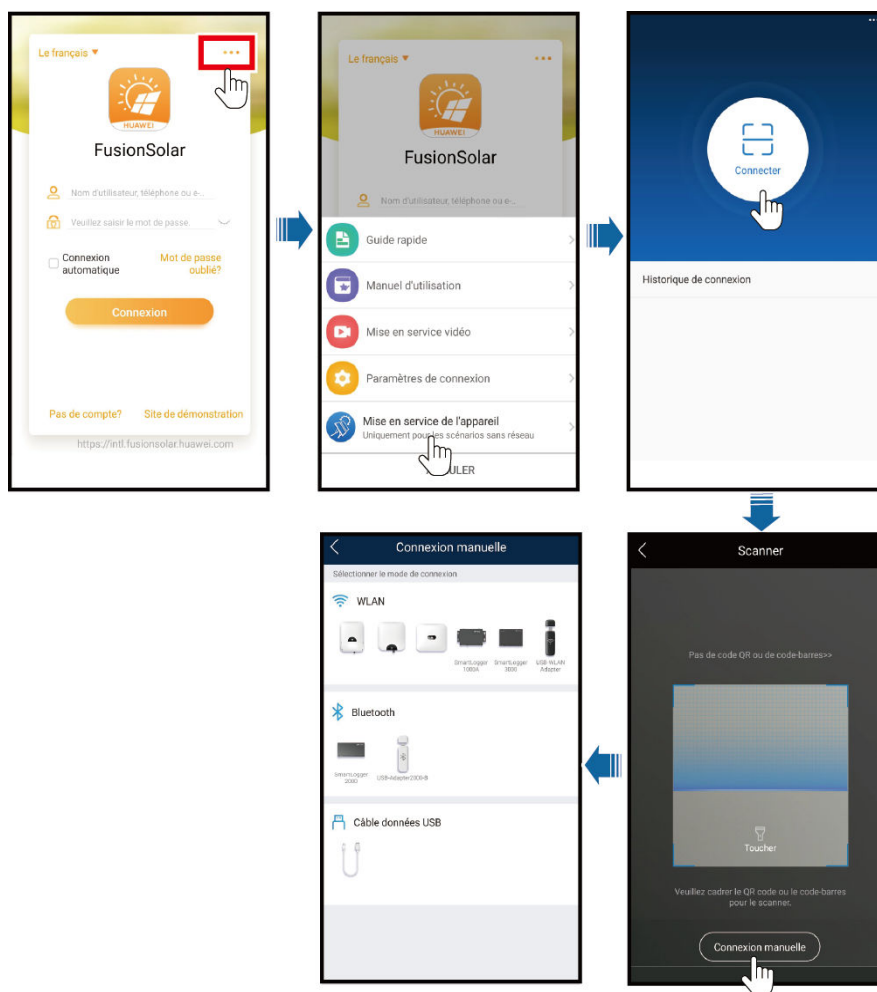 Le français
HUAWEI
FusionSolar
Nom d'utilisateur, téléphone ou e-..
Veuillez saisir le mot de passe
Connexion
automatique
Mot de passe
oublié?
Connexion
Pas de compte?
Site de démonstration
https://intl.fusionsolar.huawei.com
Le français
HUAWEI
FusionSolar
Nom d'utilisateur, téléphone ou e-..
Guide rapide
Manuel d'utilisation
Mise en service vidéo
Paramètres de connexion
Mise en service de l'appareil
Uniquement pour les scénarios sans réseau
ULER
Connecter
Historique de connexion
Scanner
Pas de code QR ou de code-barres>>
Toucher
Veuillez cadrer le QR code ou le code-barres
pour le scanner.
Connexion manuelle
Connexion manuelle
Sélectionner le mode de connexion
WLAN
SmartLogger
1000A
SmartLogger
3000
USB-WLAN
Adapter
Bluetooth
SmartLogger
2000
USB-Adapter2000-B
Câble données USB